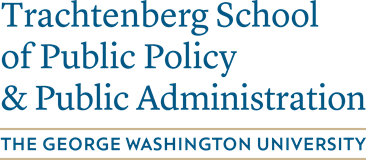 Trachtenberg School
of Public Policy
& Public Administration
THE GEORGE WASHINGTON UNIVERSITY